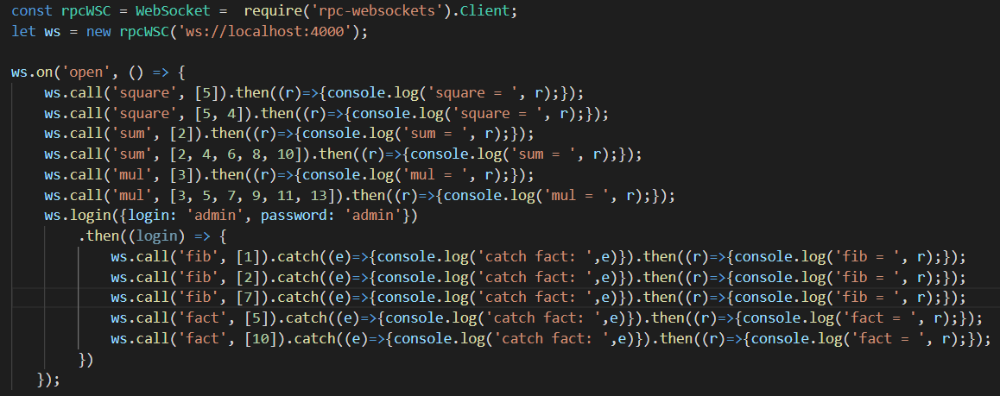 const rpcWSC = WebSocket =  require('rpc-websockets').Client;
let ws = new rpcWSC('ws://localhost:4000');
ws.on('open', () => {
ws.call('square', [5]).then((r)=>{console.log('square = ', r);});
ws.call('square', [5, 4]).then((r)=>{console.log('square = ', r);});
ws.call('sum', [2]).then((r)=>{console.log('sum = ', r);});
ws.call('sum', [2, 4, 6, 8, 10]).then((r)=>{console.log('sum = ', r);});
ws.call('mul', [3]).then((r)=>{console.log('mul = ', r);});
ws.call('mul', [3, 5, 7, 9, 11, 13]).then((r)=>{console.log('mul = ', r);});
ws.login({login: 'admin', password: 'admin'})
.then((login) => {
ws.call('fib', [1]).catch((e)=>{console.log('catch fact: ',e)}).then((r)=>{console.log('fib = ', r);});
ws.call('fib', [2]).catch((e)=>{console.log('catch fact: ',e)}).then((r)=>{console.log('fib = ', r);});
ws.call('fib', [7]).catch((e)=>{console.log('catch fact: ',e)}).then((r)=>{console.log('fib = ', r);});
ws.call('fact', [5]).catch((e)=>{console.log('catch fact: ',e)}).then((r)=>{console.log('fact = ', r);});
ws.call('fact', [10]).catch((e)=>{console.log('catch fact: ',e)}).then((r)=>{console.log('fact = ', r);});
})
});